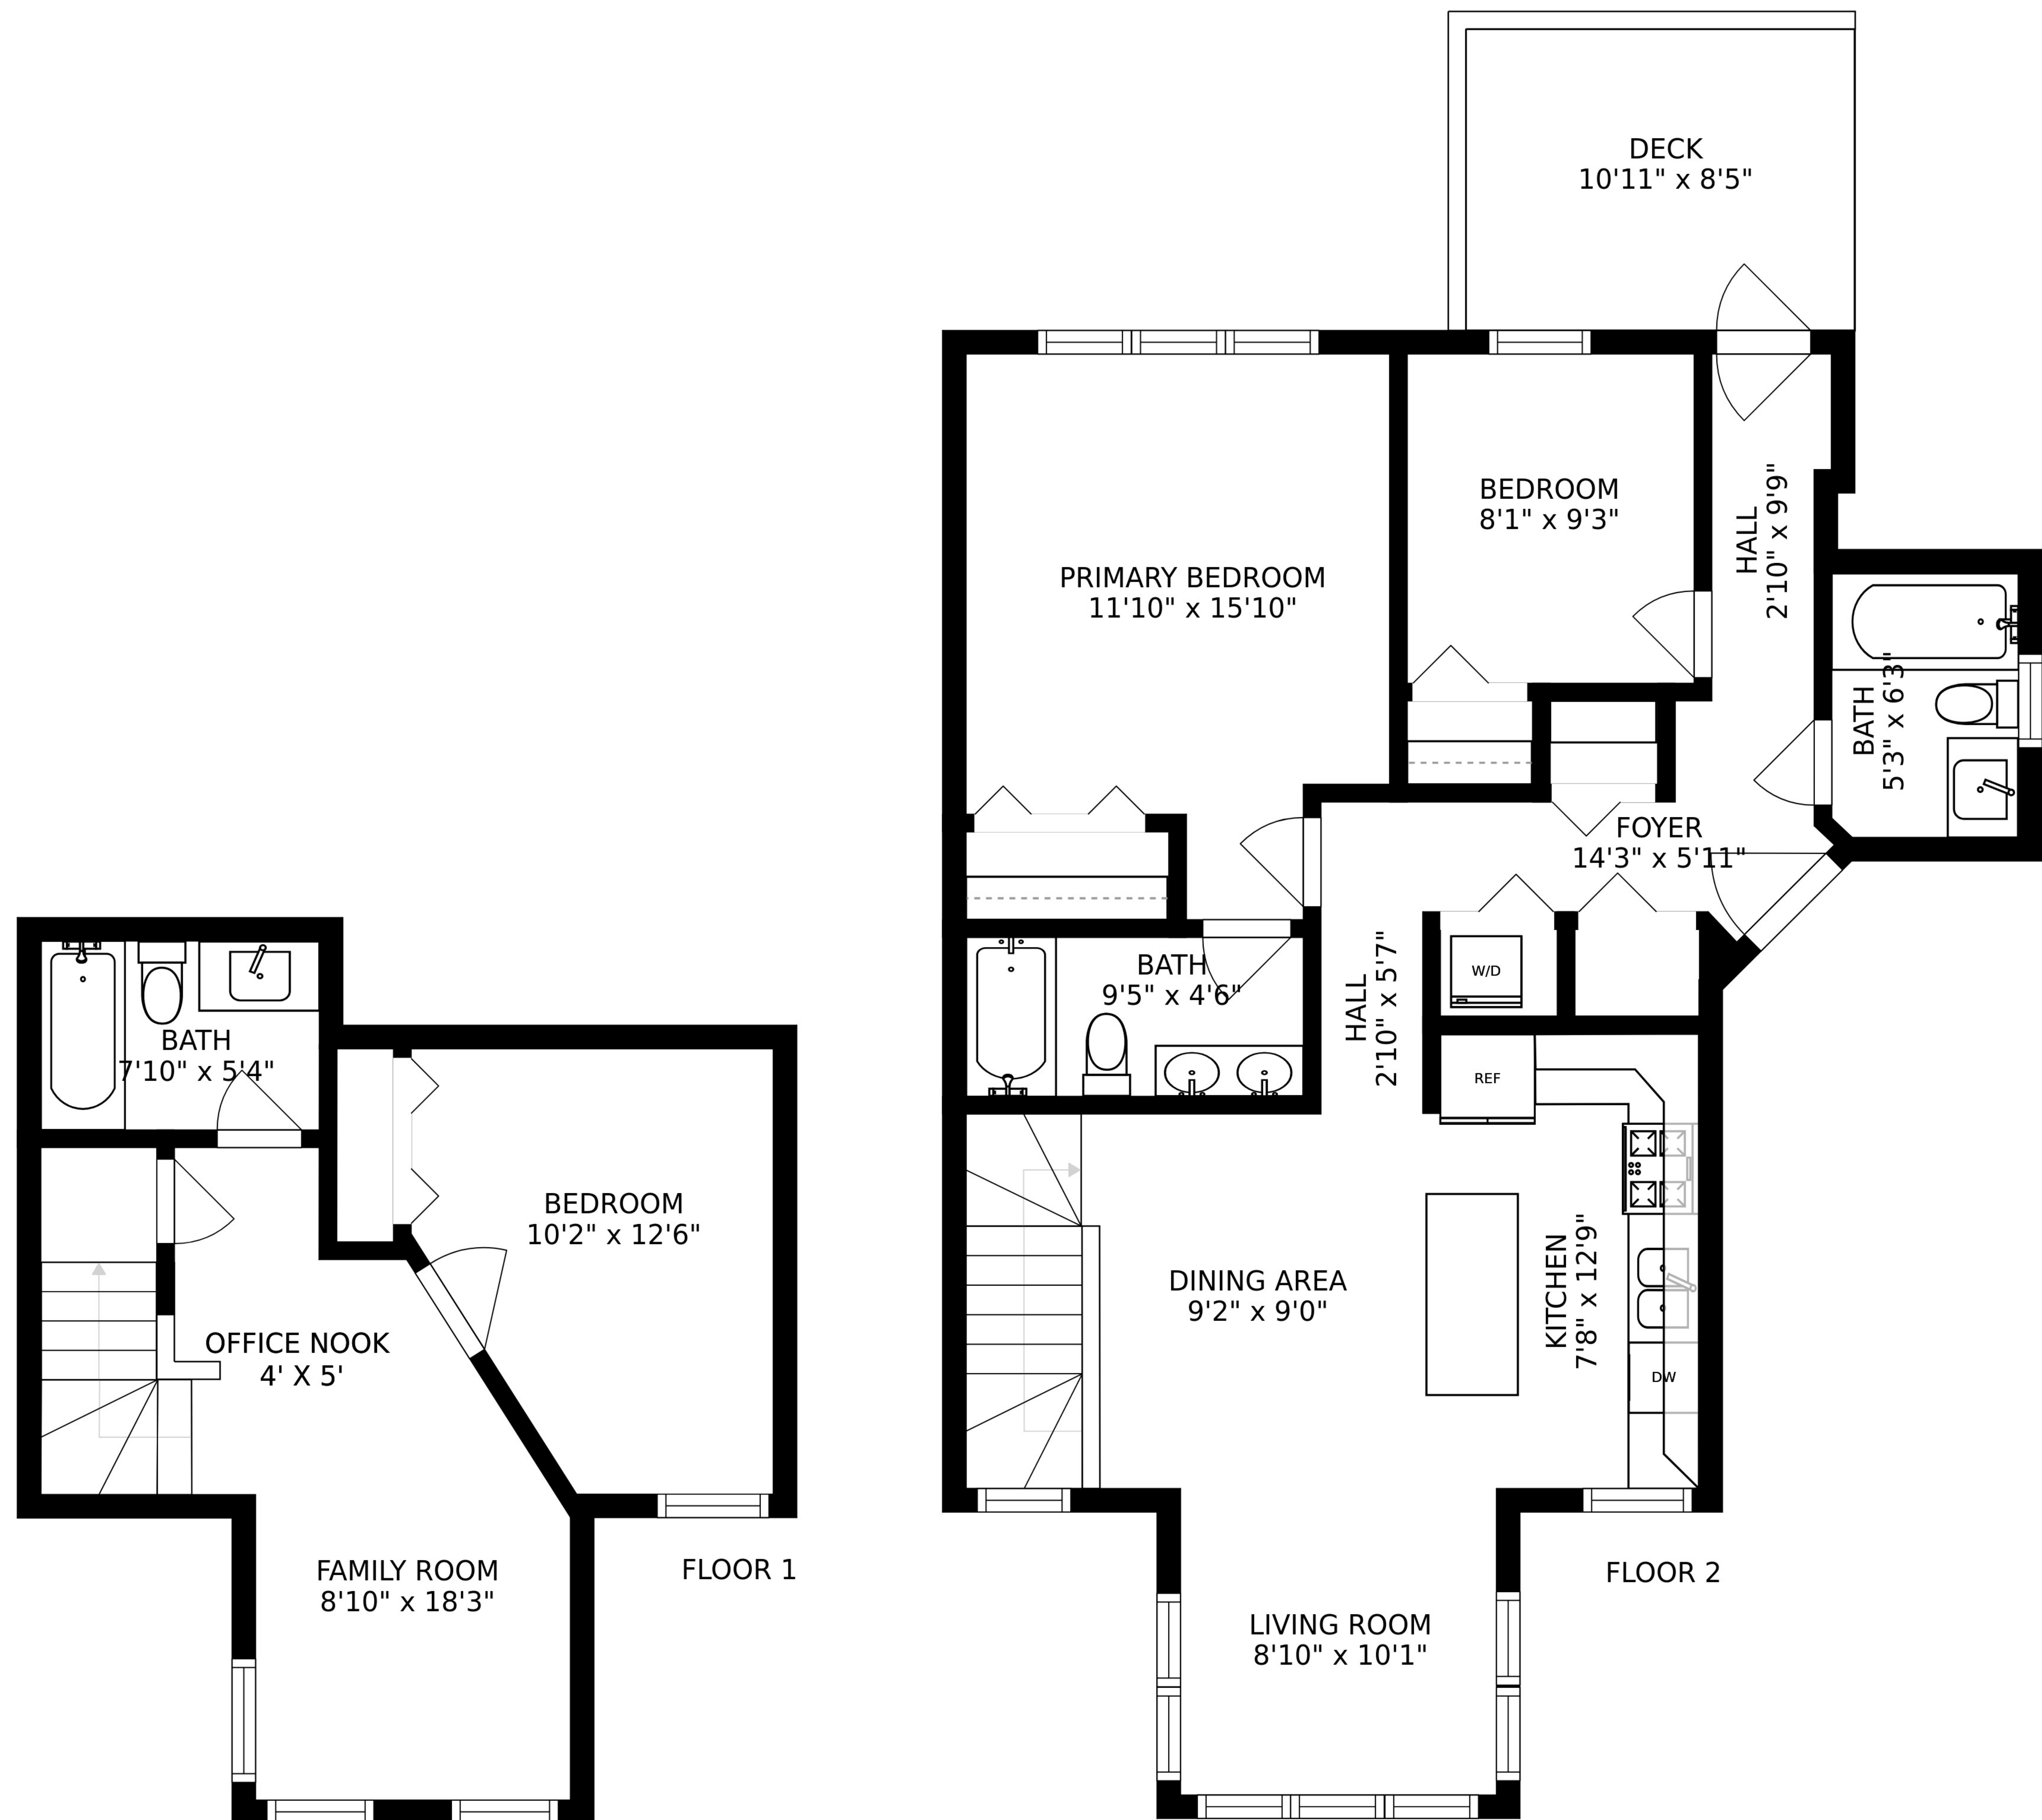 DECK
10'11" x 8'5"
BEDROOM
8'1" x 9'3"
HALL
2'10" x 9'9"
PRIMARY BEDROOM
11'10" x 15'10"
BATH
5'3" x 6'3"
FOYER
14'3" x 5'11"
BATH
9'5" x 4'6"
HALL
2'10" x 5'7"
W/D
REF
BATH
7'10" x 5'4"
BEDROOM
10'2" x 12'6"
OFFICE NOOK
4' X 5'
DINING AREA
9'2" x 9'0"
KITCHEN
7'8" x 12'9"
DW
FAMILY ROOM
8'10" x 18'3"
FLOOR 1
FLOOR 2
LIVING ROOM
8'10" x 10'1"